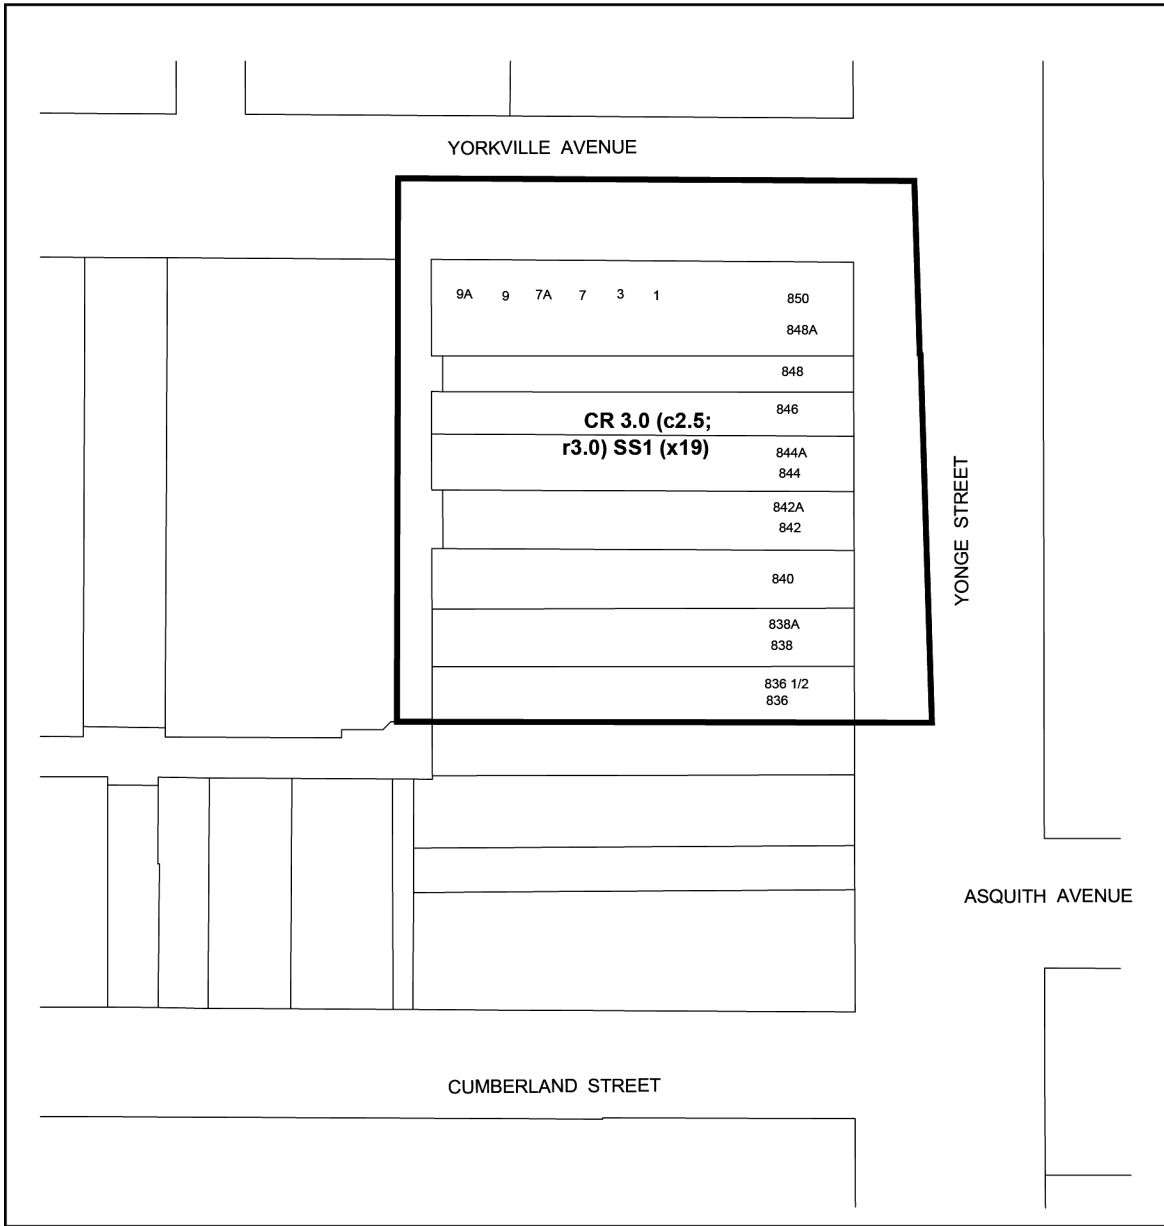 YORKVILLE AVENUE
9A 9 7A 7 3 1 850
848A
848
846
CR 3.0 (c2.5;
r3.0) SS1 (x19)
844A
844
842A
842
840
838A
838
836 1/2
836
YONGE STREET
ASQUITH AVENUE
CUMBERLAND STREET